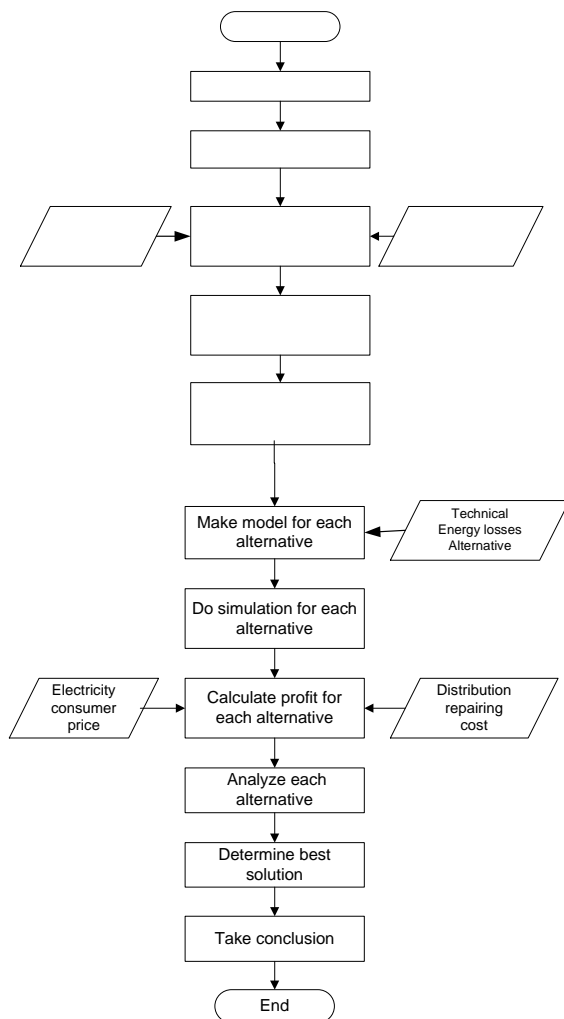 Make model for each
alternative
Technical
Energy losses
Alternative
Do simulation for each
alternative
Electricity
consumer
price
Calculate profit for
each alternative
Distribution
repairing
cost
Analyze each
alternative
Determine best
solution
Take conclusion
End